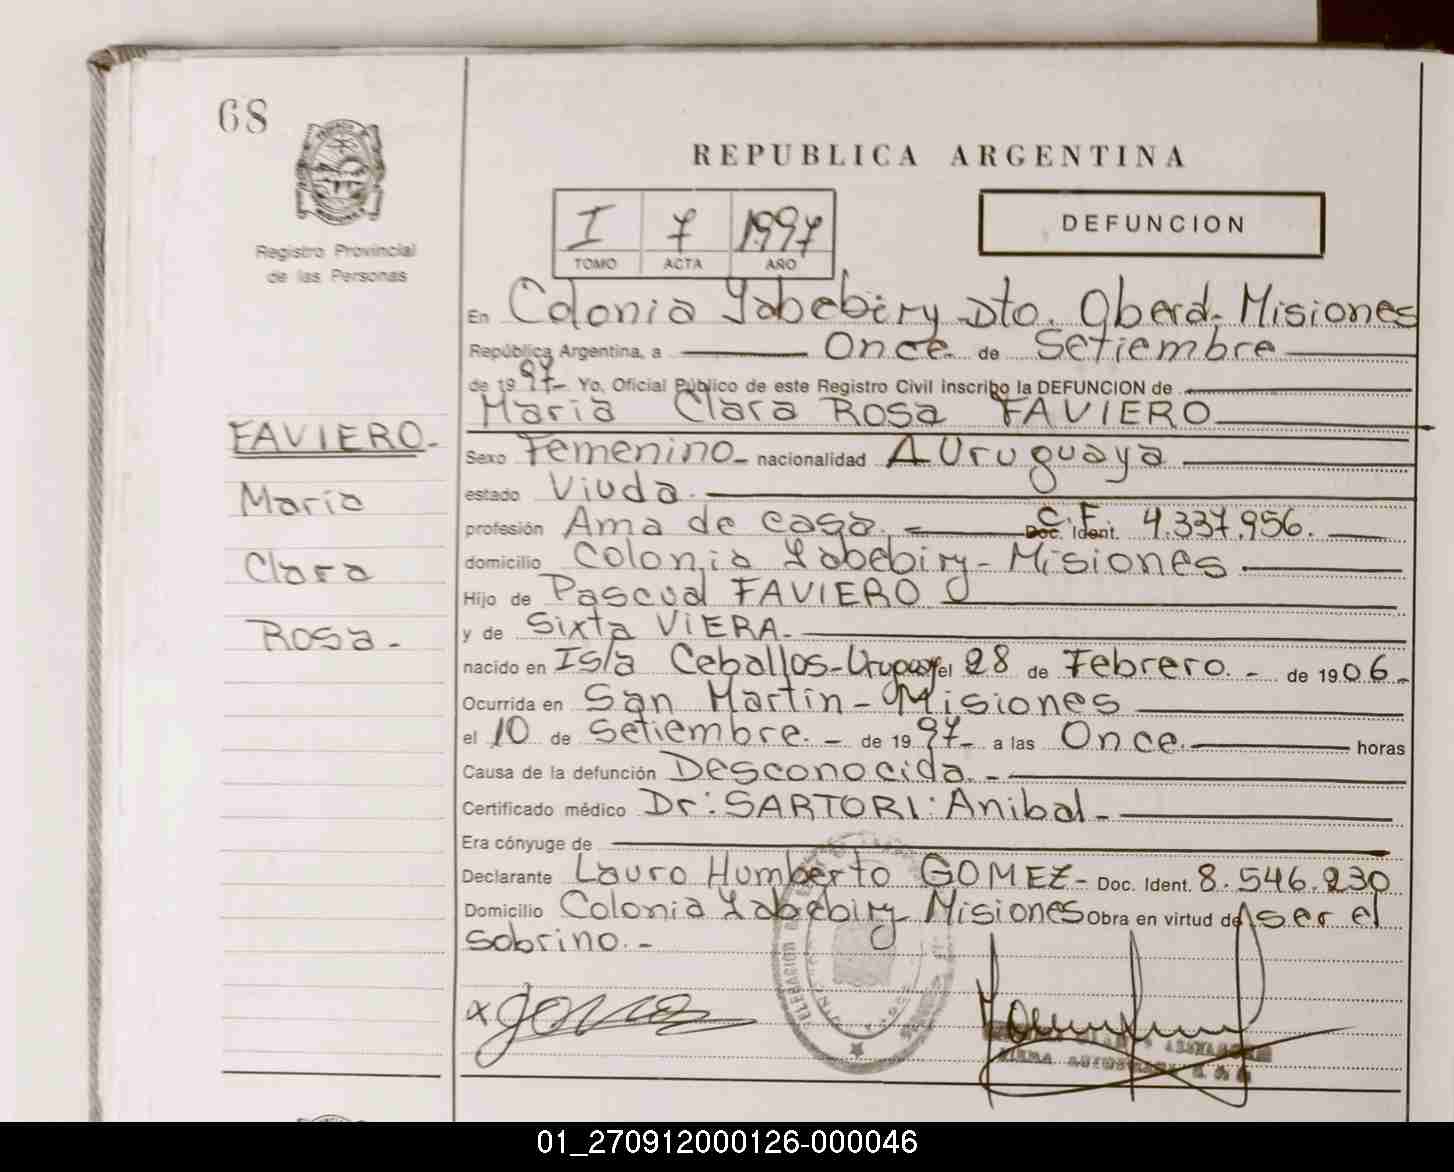 68
REPUBLICA ARGENTINA
I 7 1997
TOMO ACTA AÑO
DEFUNCION
Registro Provincial
de las Personas
En Colonia Yabebiry Dto. Oberá, Misiones
República Argentina, a Once de Setiembre
de 1997- Yo, Oficial Público de este Registro Civil inscribo la DEFUNCION de
Maria Clara Rosa FAVIERO
FAVIERO-
Maria
Clara
Rosa-
Sexo Femenino- nacionalidad Uruguaya
estado Viuda.
profesión Ama de casa. Doc. Ident. C.F. 4.337.956.
domicilio Colonia Yabebiry- Misiones
Hijo de Pascual FAVIERO
y de Sixta VIERA-
nacido en Isla Ceballos-Uruguay el 28 de Febrero.- de 1906-
Ocurrida en San Martin- Misiones
el 10 de Setiembre.- de 1997- a las Once. horas
Causa de la defunción Desconocida.-
Certificado médico Dr: SARTORI: Anibal-
Era cónyuge de
Declarante Lauro Humberto GOMEZ- Doc. Ident. 8.546.230
Domicilio Colonia Yabebiry Misiones Obra en virtud de ser el
sobrino.-
01_270912000126-000046